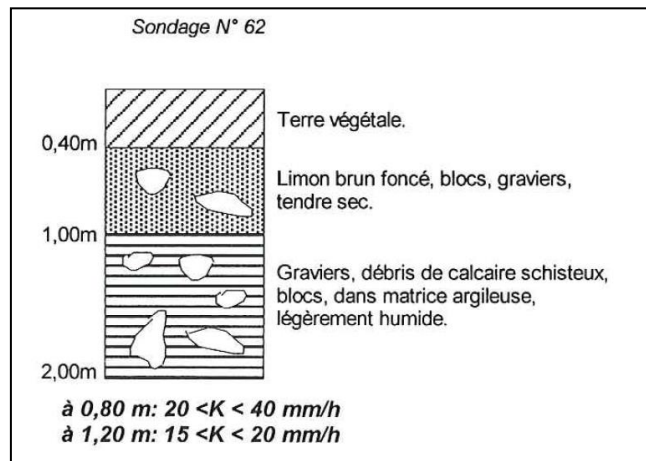 Sondage N° 62
Terre végétale.
0,40m
Limon brun foncé, blocs, graviers,
tendre sec.
1,00m
Graviers, débris de calcaire schisteux,
blocs, dans matrice argileuse,
légèrement humide.
2,00m
à 0,80 m: 20 <K < 40 mm/h
à 1,20 m: 15 <K < 20 mm/h